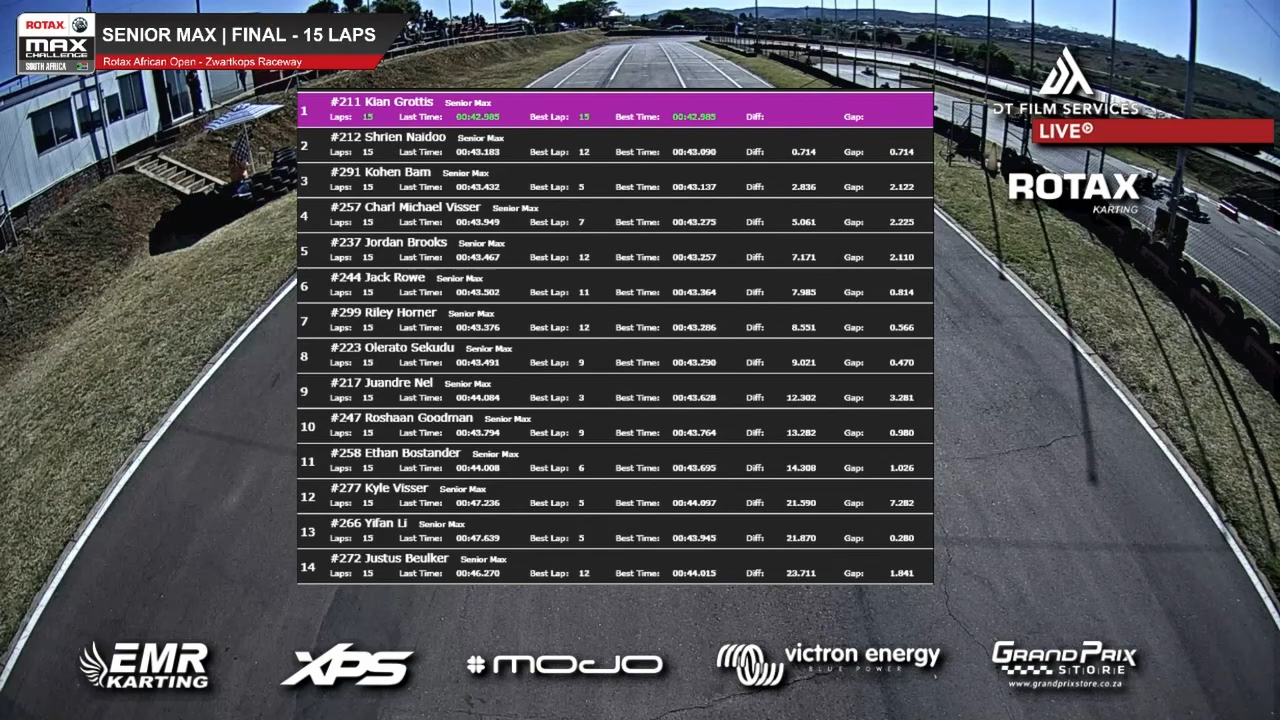 ROTAX
MAX
CHALLENGE
SOUTH AFRICA
SENIOR MAX | FINAL - 15 LAPS
Rotax African Open - Zwartkops Raceway
DT FILM SERVICES
LIVE
ROTAX
KARTING
1 #211 Kian Grottis Senior Max
Laps: 15 Last Time: 00:42.985 Best Lap: 15 Best Time: 00:42.985 Diff: Gap:
2 #212 Shrien Naidoo Senior Max
Laps: 15 Last Time: 00:43.183 Best Lap: 12 Best Time: 00:43.090 Diff: 0.714 Gap: 0.714
3 #291 Kohen Bam Senior Max
Laps: 15 Last Time: 00:43.432 Best Lap: 5 Best Time: 00:43.137 Diff: 2.836 Gap: 2.122
4 #257 Charl Michael Visser Senior Max
Laps: 15 Last Time: 00:43.949 Best Lap: 7 Best Time: 00:43.275 Diff: 5.061 Gap: 2.225
5 #237 Jordan Brooks Senior Max
Laps: 15 Last Time: 00:43.467 Best Lap: 12 Best Time: 00:43.257 Diff: 7.171 Gap: 2.110
6 #244 Jack Rowe Senior Max
Laps: 15 Last Time: 00:43.502 Best Lap: 11 Best Time: 00:43.364 Diff: 7.985 Gap: 0.814
7 #299 Riley Horner Senior Max
Laps: 15 Last Time: 00:43.376 Best Lap: 12 Best Time: 00:43.286 Diff: 8.551 Gap: 0.566
8 #223 Olerato Sekudu Senior Max
Laps: 15 Last Time: 00:43.491 Best Lap: 9 Best Time: 00:43.290 Diff: 9.021 Gap: 0.470
9 #217 Juandre Nel Senior Max
Laps: 15 Last Time: 00:44.084 Best Lap: 3 Best Time: 00:43.628 Diff: 12.302 Gap: 3.281
10 #247 Roshaan Goodman Senior Max
Laps: 15 Last Time: 00:43.794 Best Lap: 9 Best Time: 00:43.764 Diff: 13.282 Gap: 0.980
11 #258 Ethan Bostander Senior Max
Laps: 15 Last Time: 00:44.008 Best Lap: 6 Best Time: 00:43.695 Diff: 14.308 Gap: 1.026
12 #277 Kyle Visser Senior Max
Laps: 15 Last Time: 00:47.236 Best Lap: 5 Best Time: 00:44.097 Diff: 21.590 Gap: 7.282
13 #266 Yifan Li Senior Max
Laps: 15 Last Time: 00:47.639 Best Lap: 5 Best Time: 00:43.945 Diff: 21.870 Gap: 0.280
14 #272 Justus Beulker Senior Max
Laps: 15 Last Time: 00:46.270 Best Lap: 12 Best Time: 00:44.015 Diff: 23.711 Gap: 1.841
EMR
KARTING
XPS
MOJO
victron energy
BLUE POWER
GRAND PRIX
STORE
www.grandprixstore.co.za